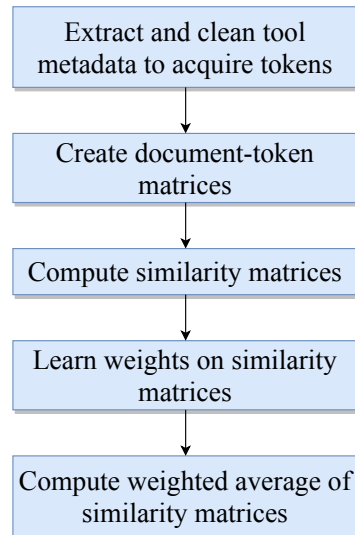 Extract and clean tool
metadata to acquire tokens
Create document-token
matrices
Compute similarity matrices
Learn weights on similarity
matrices
Compute weighted average of
similarity matrices